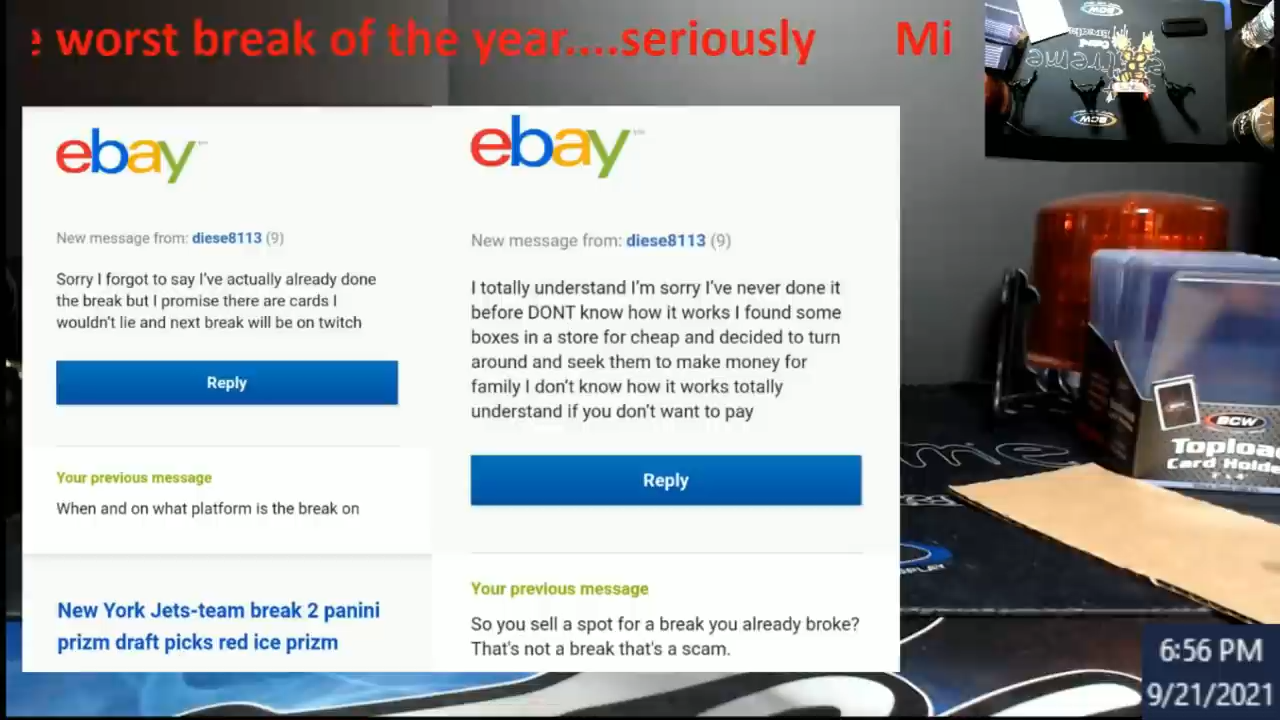 e worst break of the year....seriously Mi
ebay™
New message from: diese8113 (9)
Sorry I forgot to say I've actually already done
the break but I promise there are cards I
wouldn't lie and next break will be on twitch
Reply
Your previous message
When and on what platform is the break on
New York Jets-team break 2 panini
prizm draft picks red ice prizm
ebay™
New message from: diese8113 (9)
I totally understand I'm sorry I've never done it
before DONT know how it works I found some
boxes in a store for cheap and decided to turn
around and seek them to make money for
family I don't know how it works totally
understand if you don't want to pay
Reply
Your previous message
So you sell a spot for a break you already broke?
That's not a break that's a scam.
BCW
extreme
BCW
BCW
Topload
Card Holde
me
6:56 PM
9/21/2021